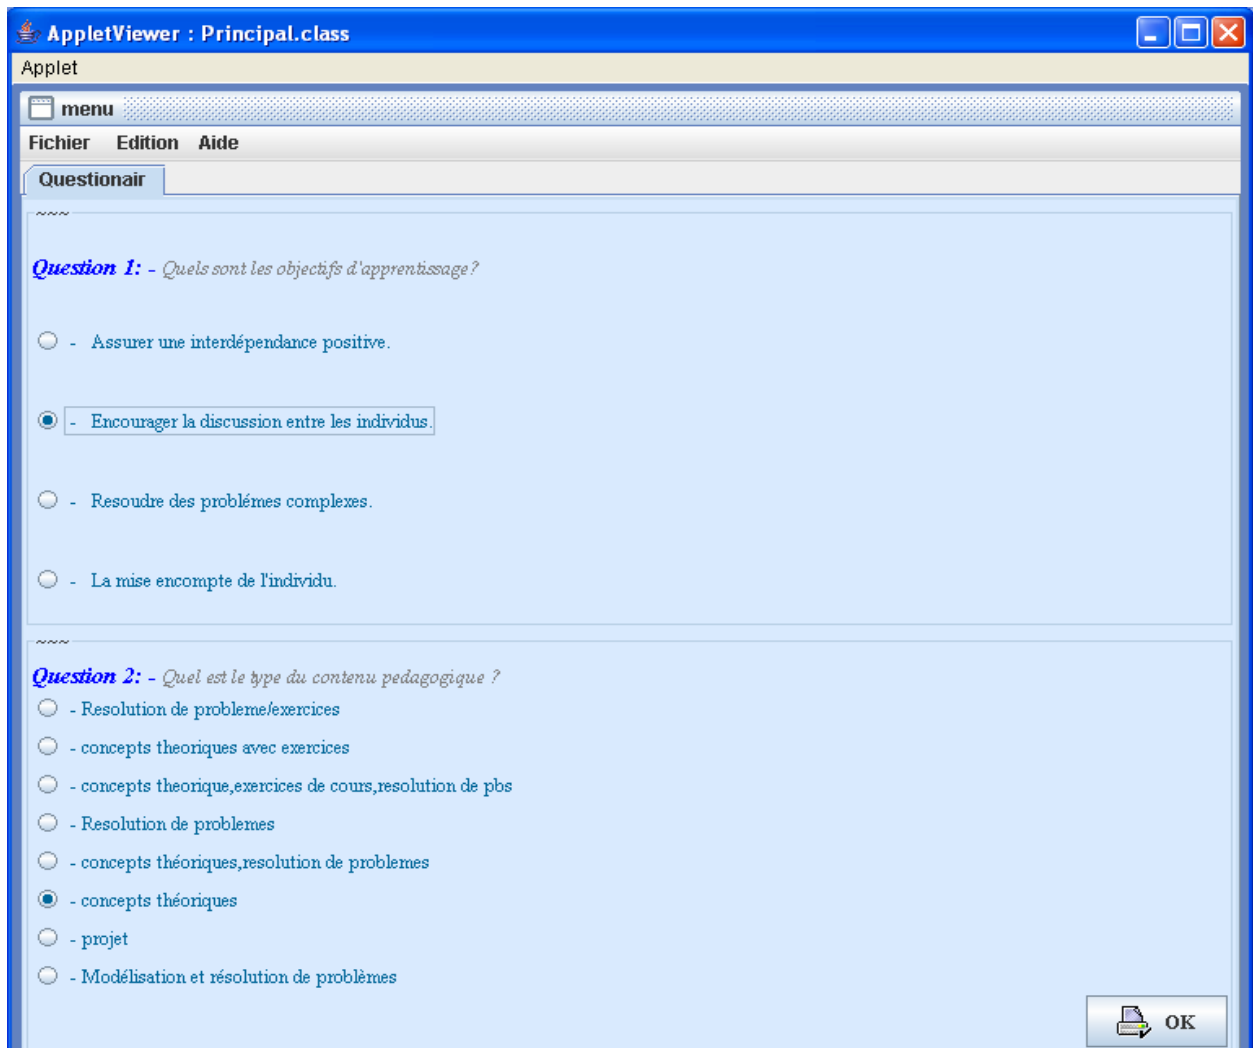 AppletViewer : Principal.class
Applet
menu
Fichier Edition Aide
Questionair
~~~
Question 1: - Quels sont les objectifs d'apprentissage?
- Assurer une interdépendance positive.
- Encourager la discussion entre les individus.
- Resoudre des problémes complexes.
- La mise encompte de l'individu.
~~~
Question 2: - Quel est le type du contenu pedagogique ?
- Resolution de probleme/exercices
- concepts theoriques avec exercices
- concepts theorique,exercices de cours,resolution de pbs
- Resolution de problemes
- concepts théoriques,resolution de problemes
- concepts théoriques
- projet
- Modélisation et résolution de problèmes
OK